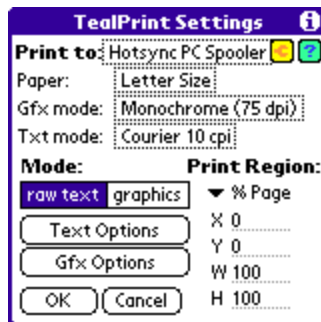 TealPrint Settings i
Print to: Hotsync PC Spooler ?
Paper: Letter Size
Gfx mode: Monochrome (75 dpi)
Txt mode: Courier 10 cpi
Mode: Print Region:
raw text graphics % Page
Text Options X 0
Y 0
Gfx Options W 100
OK Cancel H 100